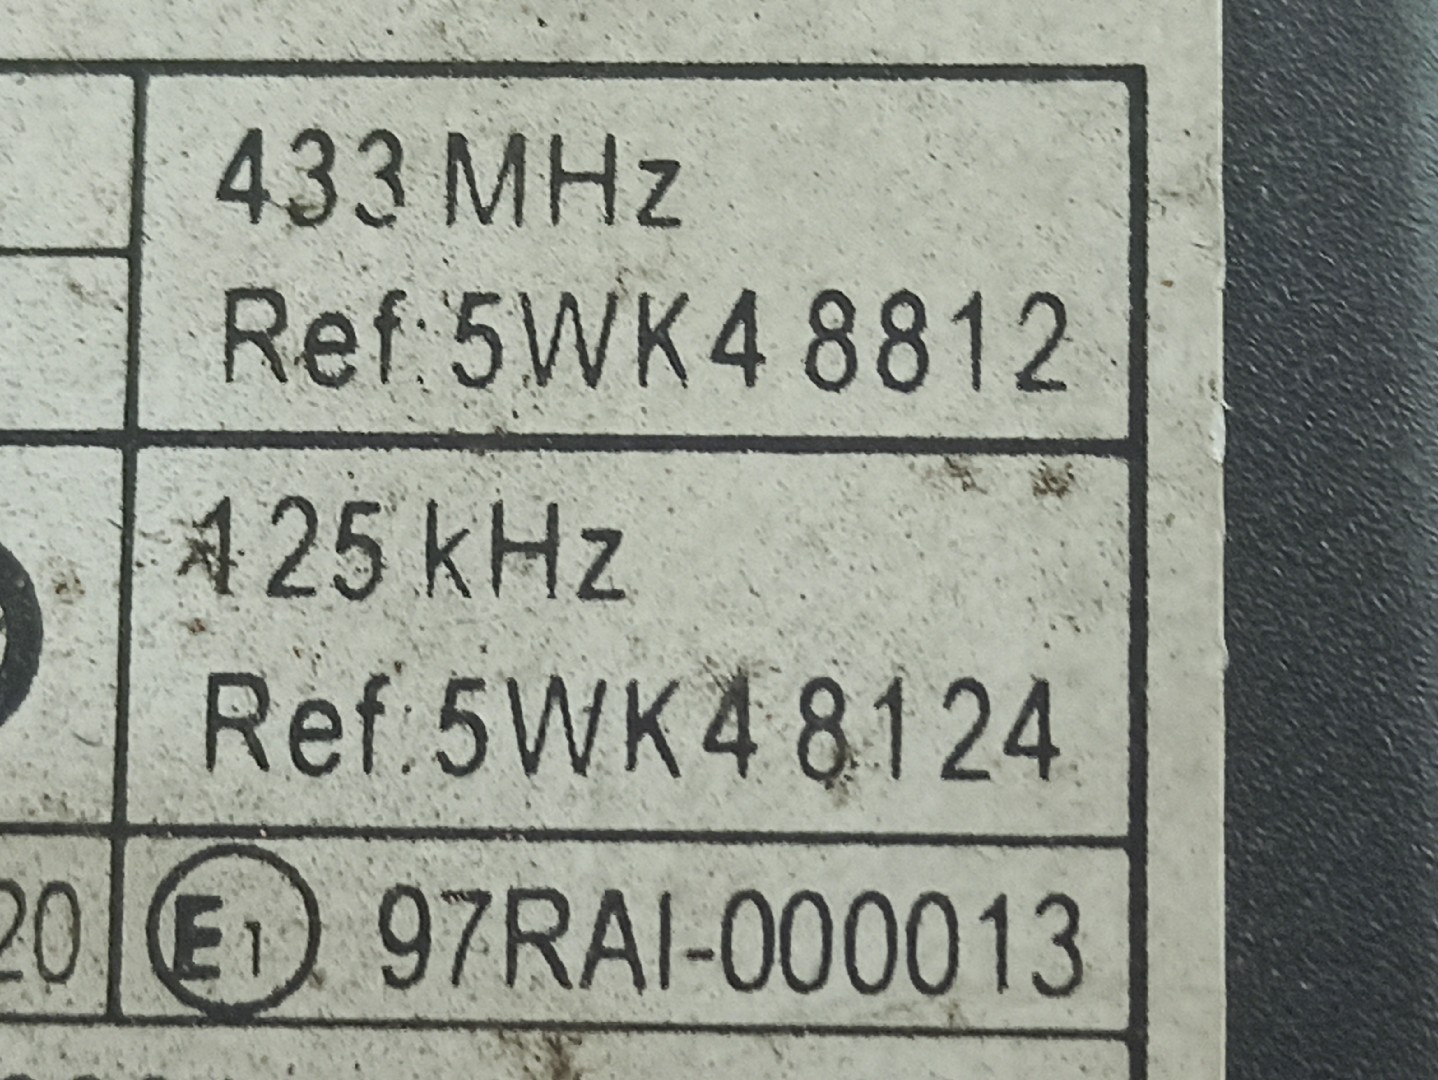 433 MHz
Ref.: 5WK4 8812
125 kHz
Ref.: 5WK4 8124
20 E1 97RAI-000013